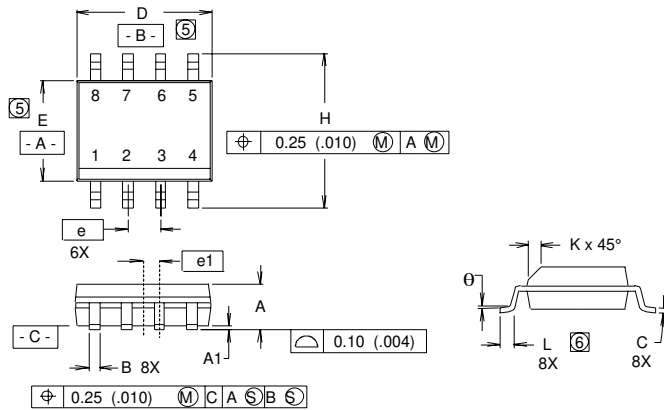 D
- B - 5
8 7 6 5
5 E
- A -
H
⌖ 0.25 (.010) Ⓜ A Ⓜ
1 2 3 4
e
6X
e1
K x 45°
θ
A
- C -
A1
⌓ 0.10 (.004)
B 8X
L 6
8X
C
8X
⌖ 0.25 (.010) Ⓜ C A Ⓢ B Ⓢ